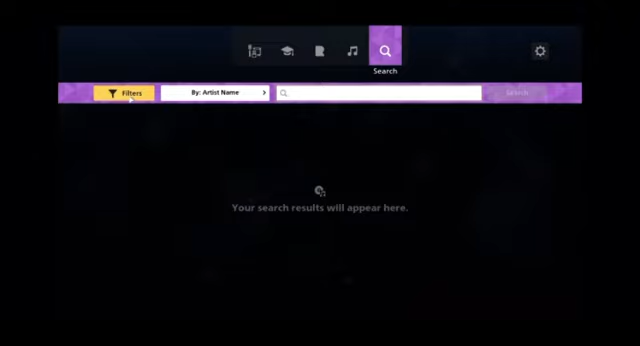 Search
Filters
By: Artist Name
Search
Your search results will appear here.